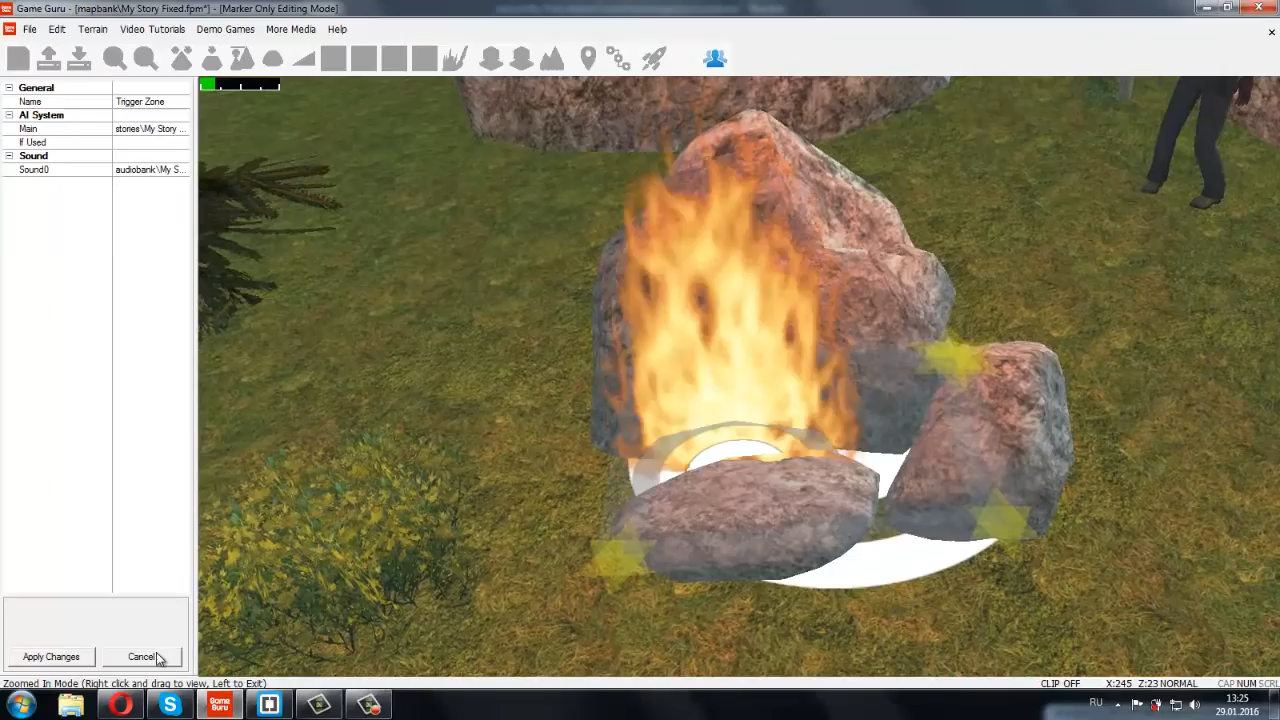 Game Guru - [mapbank\My Story Fixed.fpm*] - [Marker Only Editing Mode]
File Edit Terrain Video Tutorials Demo Games More Media Help
General
Name Trigger Zone
AI System
Main stories\My Story ...
If Used
Sound
Sound0 audiobank\My S...
Apply Changes Cancel
Zoomed In Mode (Right click and drag to view, Left to Exit) CLIP OFF X:245 Z:23 NORMAL CAP NUM SCRL
RU 13:25
29.01.2016